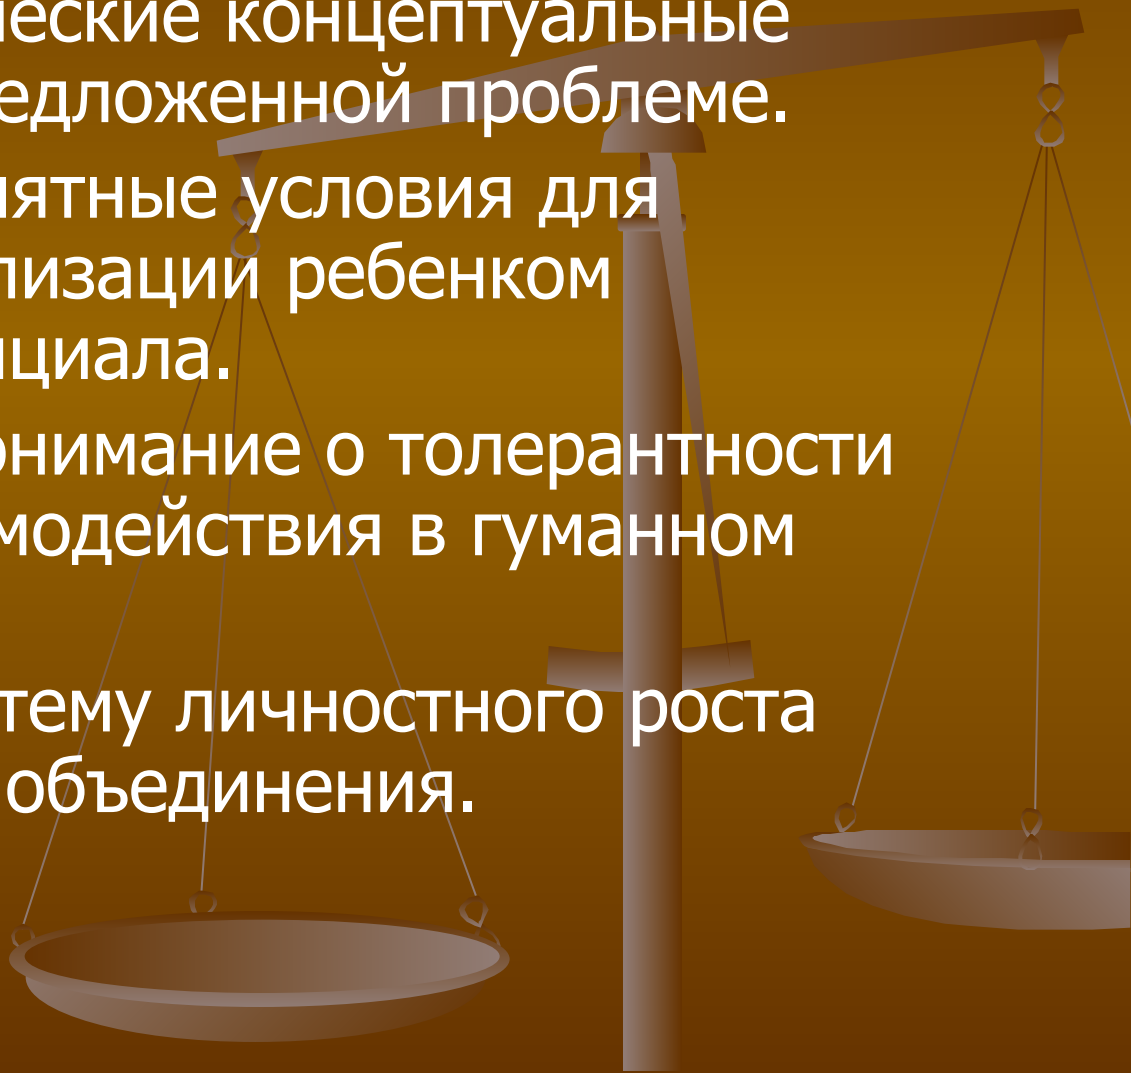 ческие концептуальные
едложенной проблеме.
иятные условия для
лизации ребенком
нциала.
онимание о толерантности
модействия в гуманном
тему личностного роста
объединения.